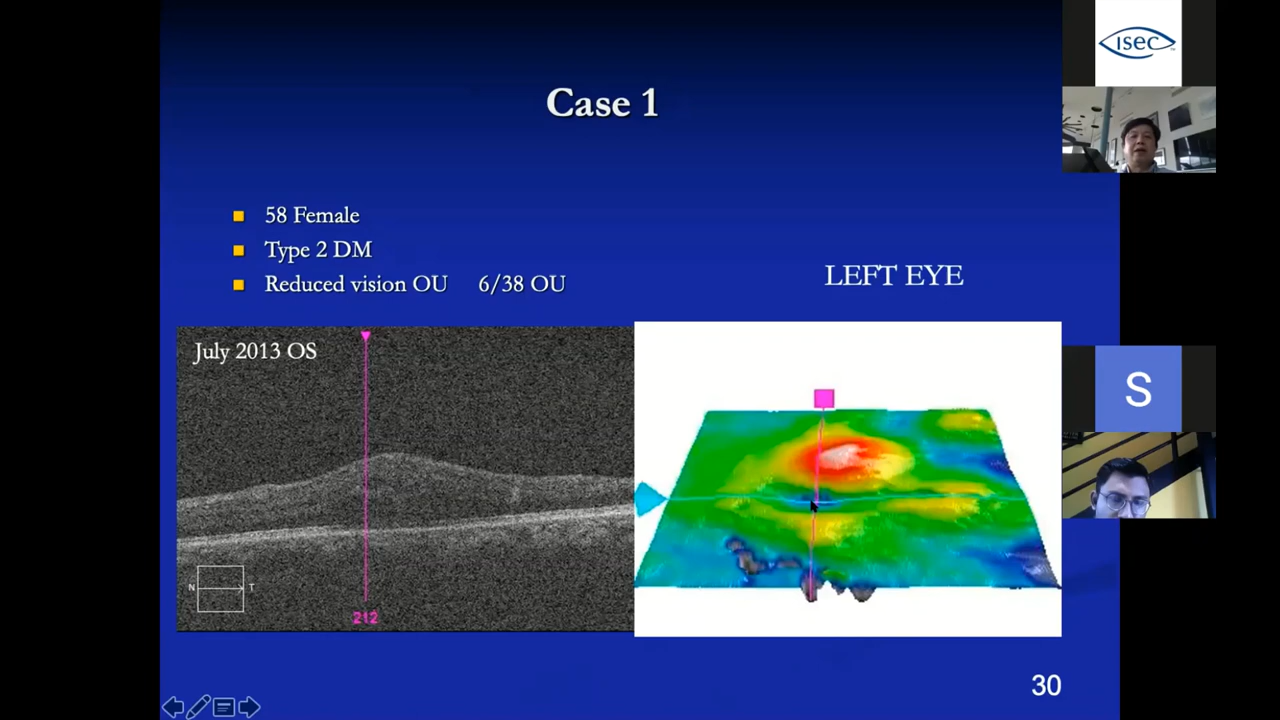 ISEC
Case 1
58 Female
Type 2 DM
Reduced vision OU 6/38 OU
LEFT EYE
July 2013 OS
N T
212
S
30